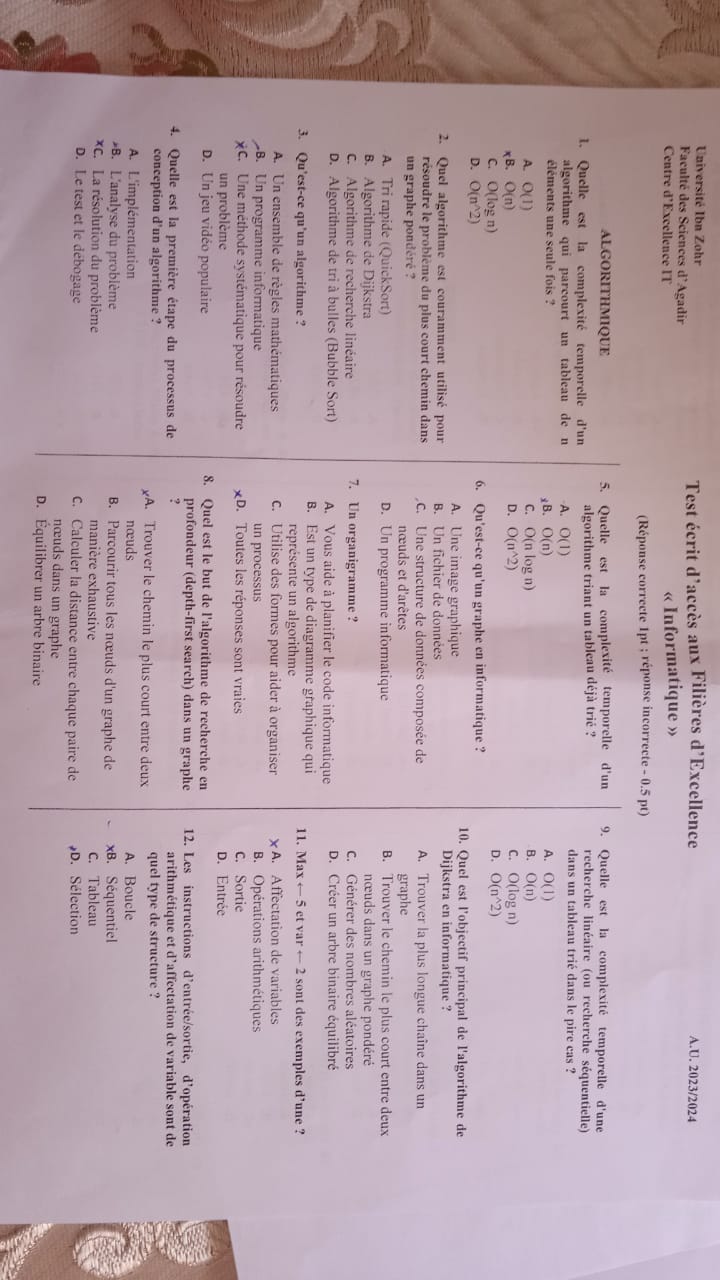 Université Ibn Zohr
Faculté des Sciences d'Agadir
Centre d'Excellence IT
Test écrit d'accès aux Filières d'Excellence
« Informatique »
A.U. 2023/2024
(Réponse correcte 1pt ; réponse incorrecte - 0.5 pt)
ALGORITHMIQUE
1. Quelle est la complexité temporelle d'un
algorithme qui parcourt un tableau de n
éléments une seule fois ?
A. O(1)
B. O(n)
C. O(log n)
D. O(n^2)
2. Quel algorithme est couramment utilisé pour
résoudre le problème du plus court chemin dans
un graphe pondéré ?
A. Tri rapide (QuickSort)
B. Algorithme de Dijkstra
C. Algorithme de recherche linéaire
D. Algorithme de tri à bulles (Bubble Sort)
3. Qu'est-ce qu'un algorithme ?
A. Un ensemble de règles mathématiques
B. Un programme informatique
C. Une méthode systématique pour résoudre
un problème
D. Un jeu vidéo populaire
4. Quelle est la première étape du processus de
conception d'un algorithme ?
A. L'implémentation
B. L'analyse du problème
C. La résolution du problème
D. Le test et le débogage
5. Quelle est la complexité temporelle d'un
algorithme triant un tableau déjà trié ?
A. O(1)
B. O(n)
C. O(n log n)
D. O(n^2)
6. Qu'est-ce qu'un graphe en informatique ?
A. Une image graphique
B. Un fichier de données
C. Une structure de données composée de
nœuds et d'arêtes
D. Un programme informatique
7. Un organigramme ?
A. Vous aide à planifier le code informatique
B. Est un type de diagramme graphique qui
représente un algorithme
C. Utilise des formes pour aider à organiser
un processus
D. Toutes les réponses sont vraies
8. Quel est le but de l'algorithme de recherche en
profondeur (depth-first search) dans un graphe
?
A. Trouver le chemin le plus court entre deux
nœuds
B. Parcourir tous les nœuds d'un graphe de
manière exhaustive
C. Calculer la distance entre chaque paire de
nœuds dans un graphe
D. Équilibrer un arbre binaire
9. Quelle est la complexité temporelle d'une
recherche linéaire (ou recherche séquentielle)
dans un tableau trié dans le pire cas ?
A. O(1)
B. O(n)
C. O(log n)
D. O(n^2)
10. Quel est l'objectif principal de l'algorithme de
Dijkstra en informatique ?
A. Trouver la plus longue chaîne dans un
graphe
B. Trouver le chemin le plus court entre deux
nœuds dans un graphe pondéré
C. Générer des nombres aléatoires
D. Créer un arbre binaire équilibré
11. Max ← 5 et var ← 2 sont des exemples d'une ?
A. Affectation de variables
B. Opérations arithmétiques
C. Sortie
D. Entrée
12. Les instructions d'entrée/sortie, d'opération
arithmétique et d'affectation de variable sont de
quel type de structure ?
A. Boucle
B. Séquentiel
C. Tableau
D. Sélection